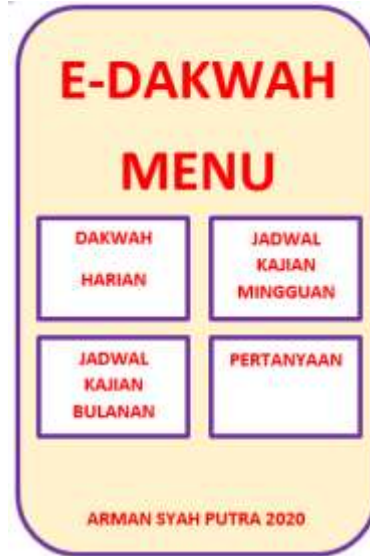 E-DAKWAH
MENU
DAKWAH
HARIAN
JADWAL
KAJIAN
MINGGUAN
JADWAL
KAJIAN
BULANAN
PERTANYAAN
ARMAN SYAH PUTRA 2020